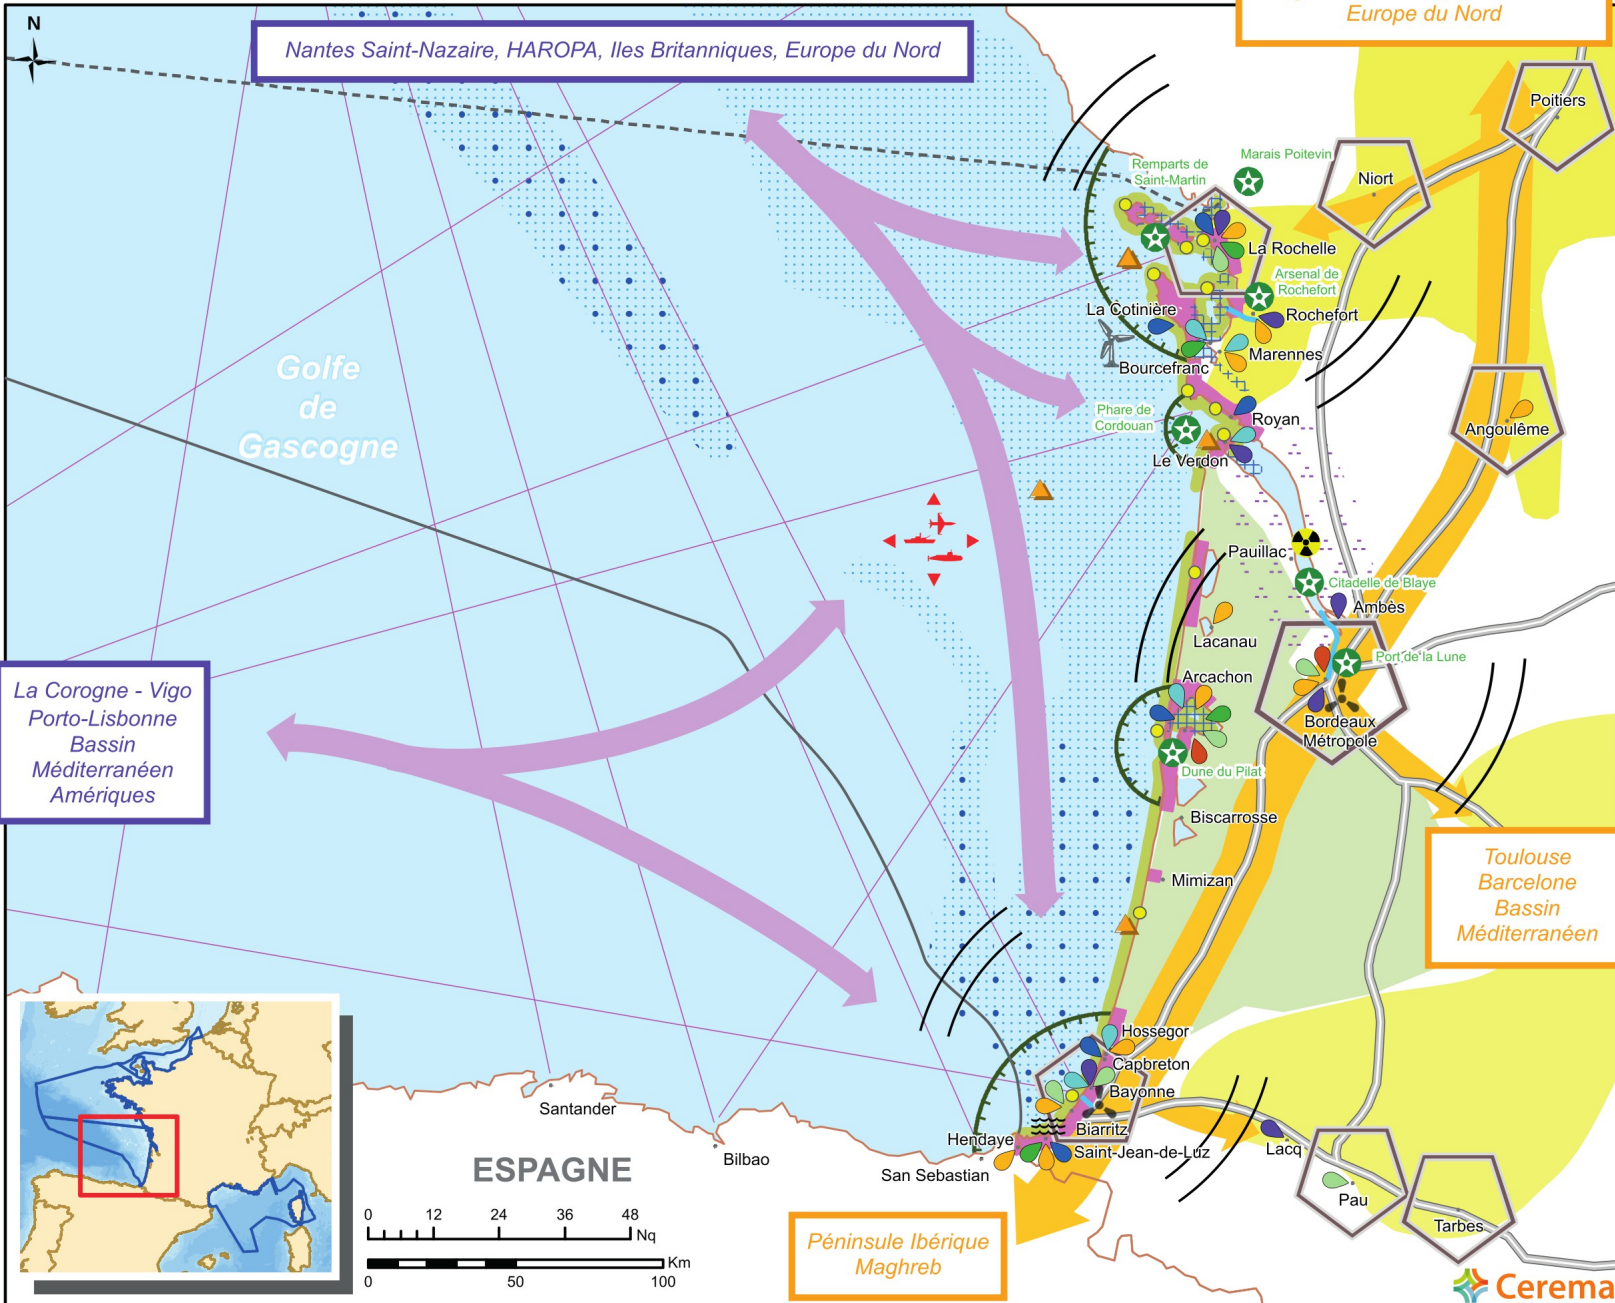 Europe du Nord
N
Nantes Saint-Nazaire, HAROPA, Iles Britanniques, Europe du Nord
Poitiers
Marais Poitevin
Remparts de
Saint-Martin
Niort
La Rochelle
Arsenal de
Rochefort
La Cotinière
Rochefort
Marennes
Bourcefranc
Golfe
de
Gascogne
Phare de
Cordouan
Royan
Angoulême
Le Verdon
Pauillac
Citadelle de Blaye
Ambès
Lacanau
Port de la Lune
Arcachon
La Corogne - Vigo
Porto-Lisbonne
Bassin
Méditerranéen
Amériques
Bordeaux
Métropole
Dune du Pilat
Biscarrosse
Mimizan
Toulouse
Barcelone
Bassin
Méditerranéen
Hossegor
Capbreton
Bayonne
Santander
Biarritz
Hendaye
Saint-Jean-de-Luz
Lacq
Bilbao
San Sebastian
ESPAGNE
Pau
Tarbes
0 12 24 36 48
Nq
Km
0 50 100
Péninsule Ibérique
Maghreb
Cerema